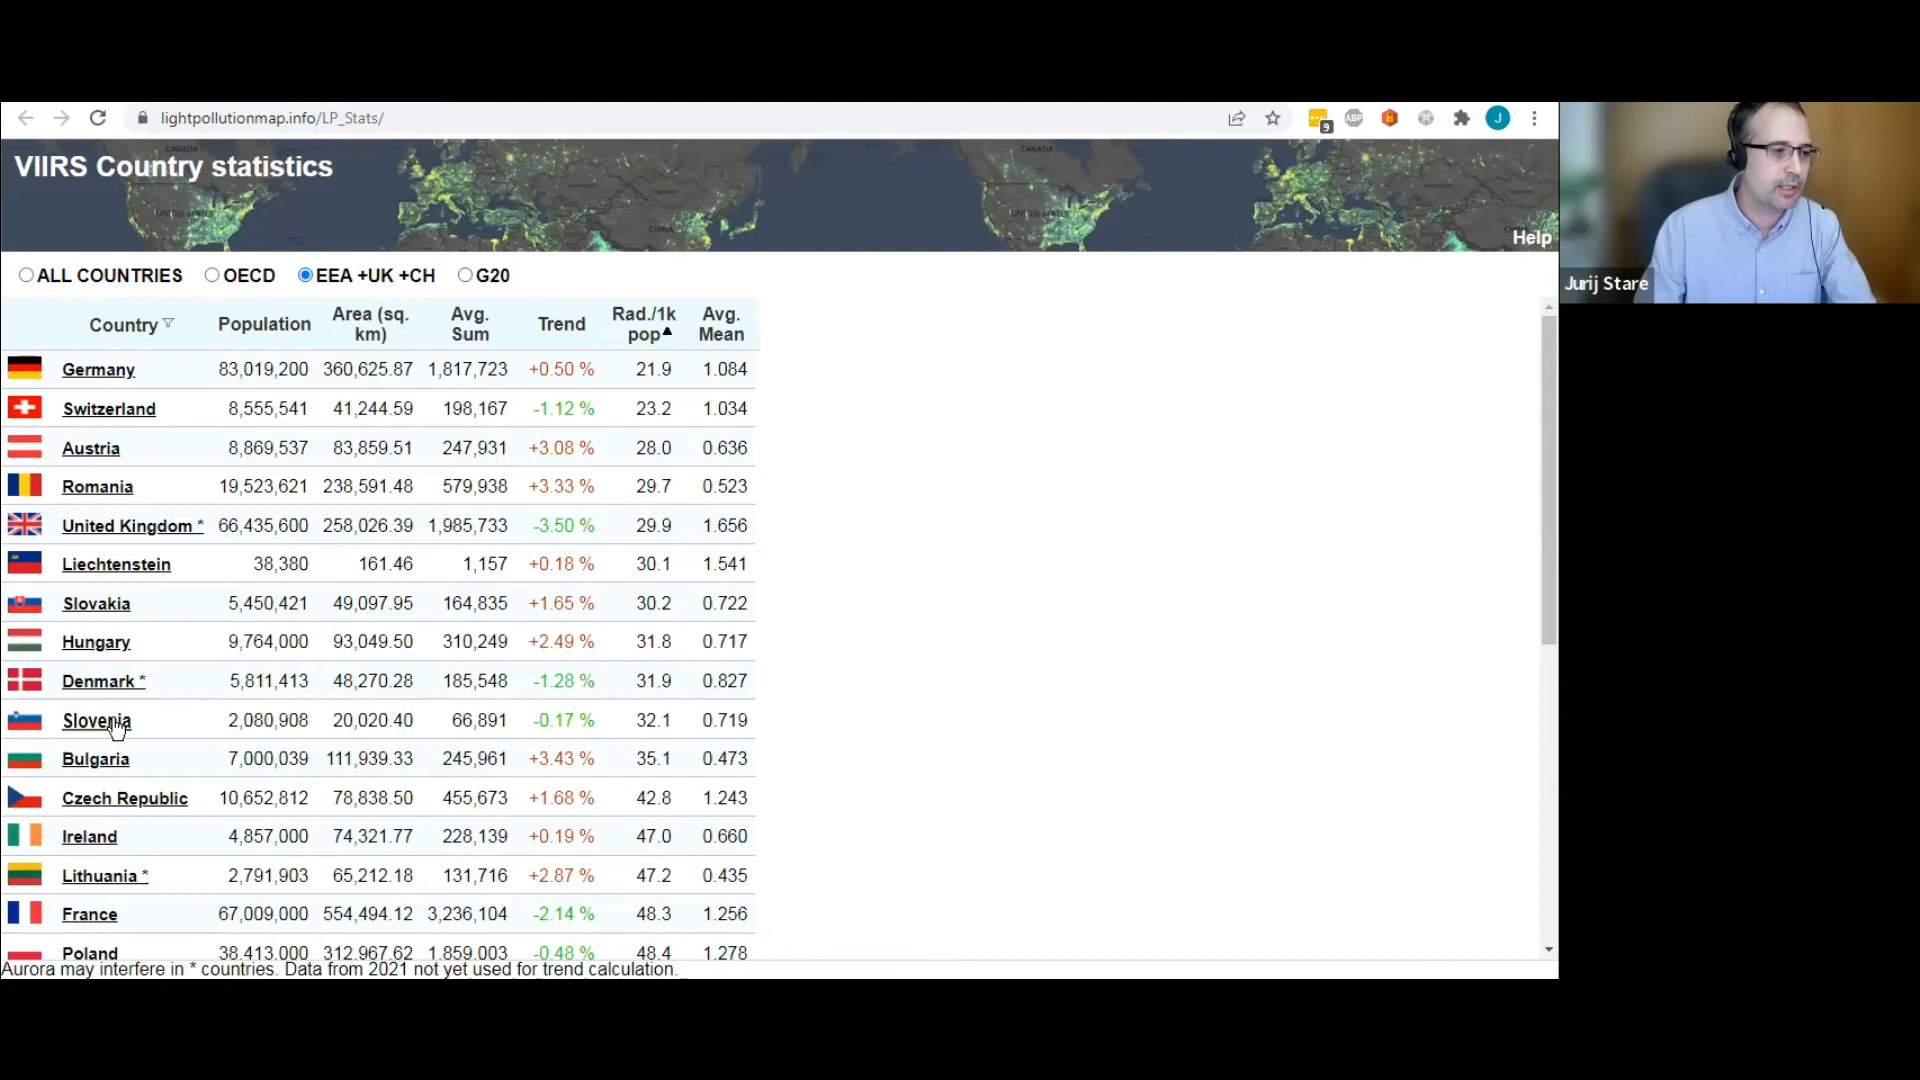 lightpollutionmap.info/LP_Stats/
9
ABP
J
VIIRS Country statistics
CANADA
CANADA
UNITED STATES
CHINA
UNITED STATES
Help
Jurij Stare
ALL COUNTRIES OECD EEA +UK +CH G20
Country Population Area (sq. km) Avg. Sum Trend Rad./1k pop Avg. Mean
Germany 83,019,200 360,625.87 1,817,723 +0.50 % 21.9 1.084
Switzerland 8,555,541 41,244.59 198,167 -1.12 % 23.2 1.034
Austria 8,869,537 83,859.51 247,931 +3.08 % 28.0 0.636
Romania 19,523,621 238,591.48 579,938 +3.33 % 29.7 0.523
United Kingdom * 66,435,600 258,026.39 1,985,733 -3.50 % 29.9 1.656
Liechtenstein 38,380 161.46 1,157 +0.18 % 30.1 1.541
Slovakia 5,450,421 49,097.95 164,835 +1.65 % 30.2 0.722
Hungary 9,764,000 93,049.50 310,249 +2.49 % 31.8 0.717
Denmark * 5,811,413 48,270.28 185,548 -1.28 % 31.9 0.827
Slovenia 2,080,908 20,020.40 66,891 -0.17 % 32.1 0.719
Bulgaria 7,000,039 111,939.33 245,961 +3.43 % 35.1 0.473
Czech Republic 10,652,812 78,838.50 455,673 +1.68 % 42.8 1.243
Ireland 4,857,000 74,321.77 228,139 +0.19 % 47.0 0.660
Lithuania * 2,791,903 65,212.18 131,716 +2.87 % 47.2 0.435
France 67,009,000 554,494.12 3,236,104 -2.14 % 48.3 1.256
Poland 38,413,000 312,967.62 1,859,003 -0.48 % 48.4 1.278
Aurora may interfere in * countries. Data from 2021 not yet used for trend calculation.